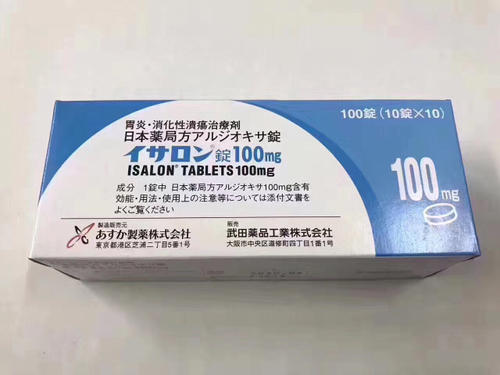 胃炎・消化性潰瘍治療剤
日本薬局方アルジオキサ錠
イサロン®錠100mg
ISALON® TABLETS 100mg
成分 1錠中 日本薬局方アルジオキサ100mg含有
効能・用法・使用上の注意等については添付文書を
よくご覧ください
製造販売元
あすか製薬株式会社
東京都港区芝浦二丁目5番1号
販売
武田薬品工業株式会社
大阪市中央区道修町四丁目1番1号
100錠(10錠×10)
100mg